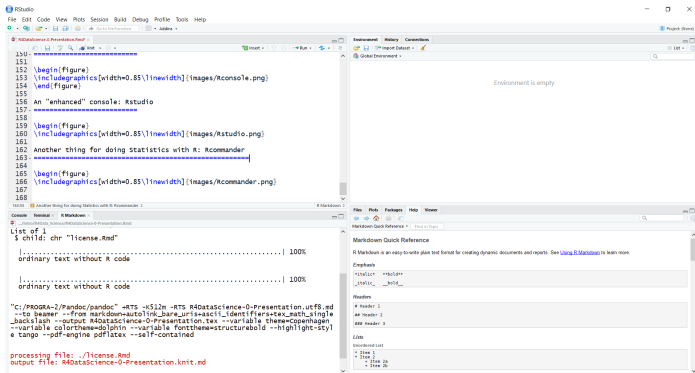 RStudio
File Edit Code View Plots Session Build Debug Profile Tools Help
Go to file/function
Addins
Project: (None)
R4DataScience-0-Presentation.Rmd*
Knit
Insert
Run
150 ==========================
151
152 \begin{figure}
153 \includegraphics[width=0.85\linewidth]{images/Rconsole.png}
154 \end{figure}
155
156 An "enhanced" console: Rstudio
157 ==========================
158
159 \begin{figure}
160 \includegraphics[width=0.85\linewidth]{images/Rstudio.png}
161
162 Another thing for doing Statistics with R: Rcommander
163 =====================================================
164
165 \begin{figure}
166 \includegraphics[width=0.85\linewidth]{images/Rcommander.png}
167
168
Another thing for doing Statistics with R: Rcommander
R Markdown
Console Terminal R Markdown
List of 1
$ child: chr "license.Rmd"
|.................................................................| 100%
ordinary text without R code
|.................................................................| 100%
ordinary text without R code
"C:/PROGRA~2/Pandoc/pandoc" +RTS -K512m -RTS R4DataScience-0-Presentation.utf8.md
--to beamer --from markdown+autolink_bare_uris+ascii_identifiers+tex_math_single
_backslash --output R4DataScience-0-Presentation.tex --variable theme=Copenhagen
--variable colortheme=dolphin --variable fonttheme=structurebold --highlight-styl
e tango --pdf-engine pdflatex --self-contained
processing file: ./license.Rmd
output file: R4DataScience-0-Presentation.knit.md
Environment History Connections
Import Dataset
List
Global Environment
Environment is empty
Files Plots Packages Help Viewer
Markdown Quick Reference Find in Topic
Markdown Quick Reference
R Markdown is an easy-to-write plain text format for creating dynamic documents and reports. See Using R Markdown to learn more.
Emphasis
*italic* **bold**
_italic_ __bold__
Headers
# Header 1
## Header 2
### Header 3
Lists
Unordered List
* Item 1
* Item 2
+ Item 2a
+ Item 2b